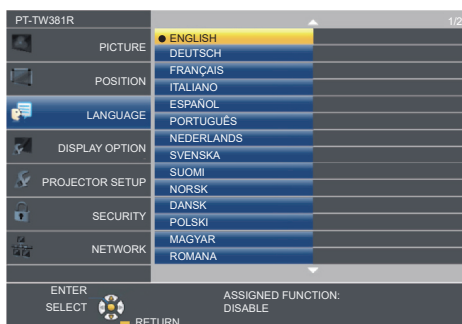 PT-TW381R
1/2
PICTURE
POSITION
LANGUAGE
DISPLAY OPTION
PROJECTOR SETUP
SECURITY
NETWORK
ENGLISH
DEUTSCH
FRANÇAIS
ITALIANO
ESPAÑOL
PORTUGUÊS
NEDERLANDS
SVENSKA
SUOMI
NORSK
DANSK
POLSKI
MAGYAR
ROMANA
ENTER
SELECT
RETURN
ASSIGNED FUNCTION:
DISABLE